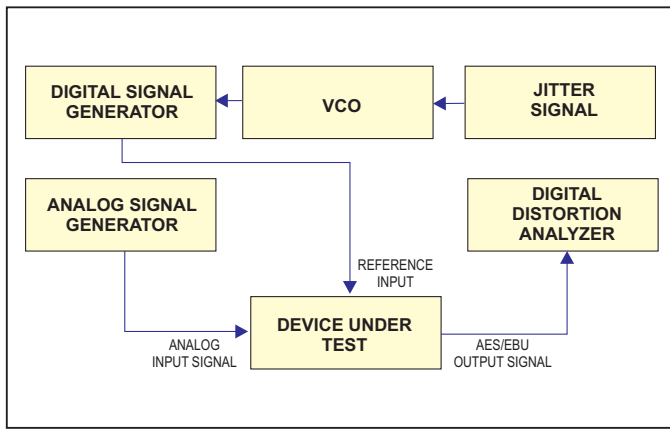 DIGITAL SIGNAL
GENERATOR
VCO
JITTER
SIGNAL
ANALOG SIGNAL
GENERATOR
DIGITAL
DISTORTION
ANALYZER
REFERENCE
INPUT
DEVICE UNDER
TEST
ANALOG
INPUT SIGNAL
AES/EBU
OUTPUT SIGNAL